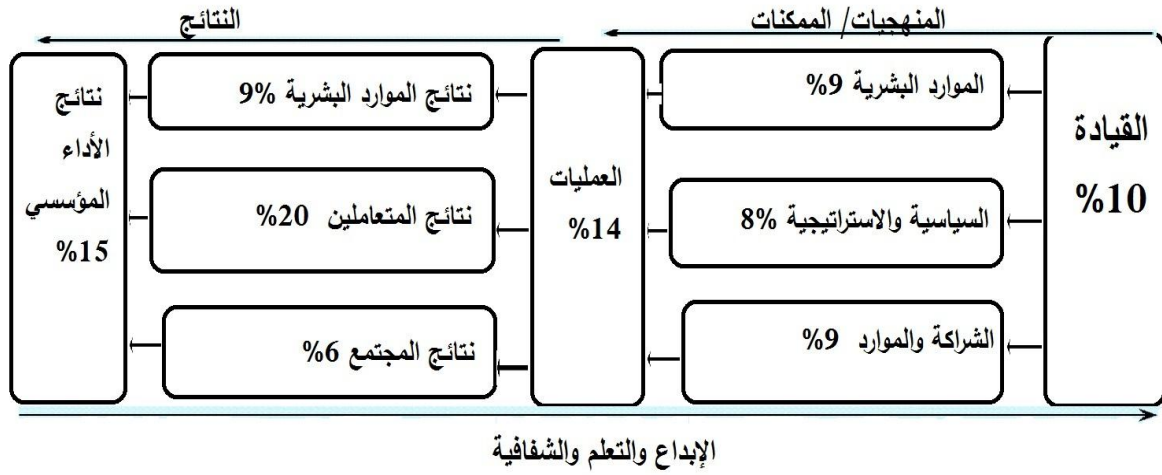 المنهجيات/ الممكنات
النتائج
القيادة
%10
الموارد البشرية 9%
السياسية والاستراتيجية 8%
الشراكة والموارد 9%
العمليات
%14
نتائج الموارد البشرية 9%
نتائج المتعاملين 20%
نتائج المجتمع 6%
نتائج
الأداء
المؤسسي
%15
الإبداع والتعلم والشفافية